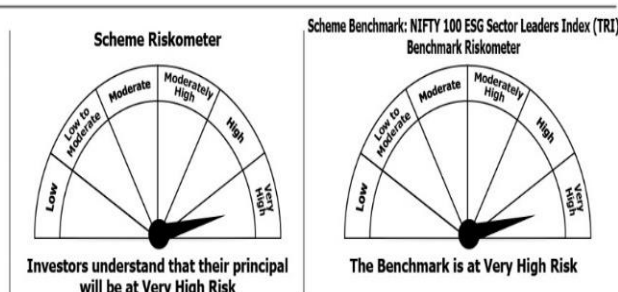 Scheme Riskometer
Low
Low to
Moderate
Moderate
Moderately
High
High
Very
High
Investors understand that their principal
will be at Very High Risk
Scheme Benchmark: NIFTY 100 ESG Sector Leaders Index (TRI)
Benchmark Riskometer
Low
Low to
Moderate
Moderate
Moderately
High
High
Very
High
The Benchmark is at Very High Risk